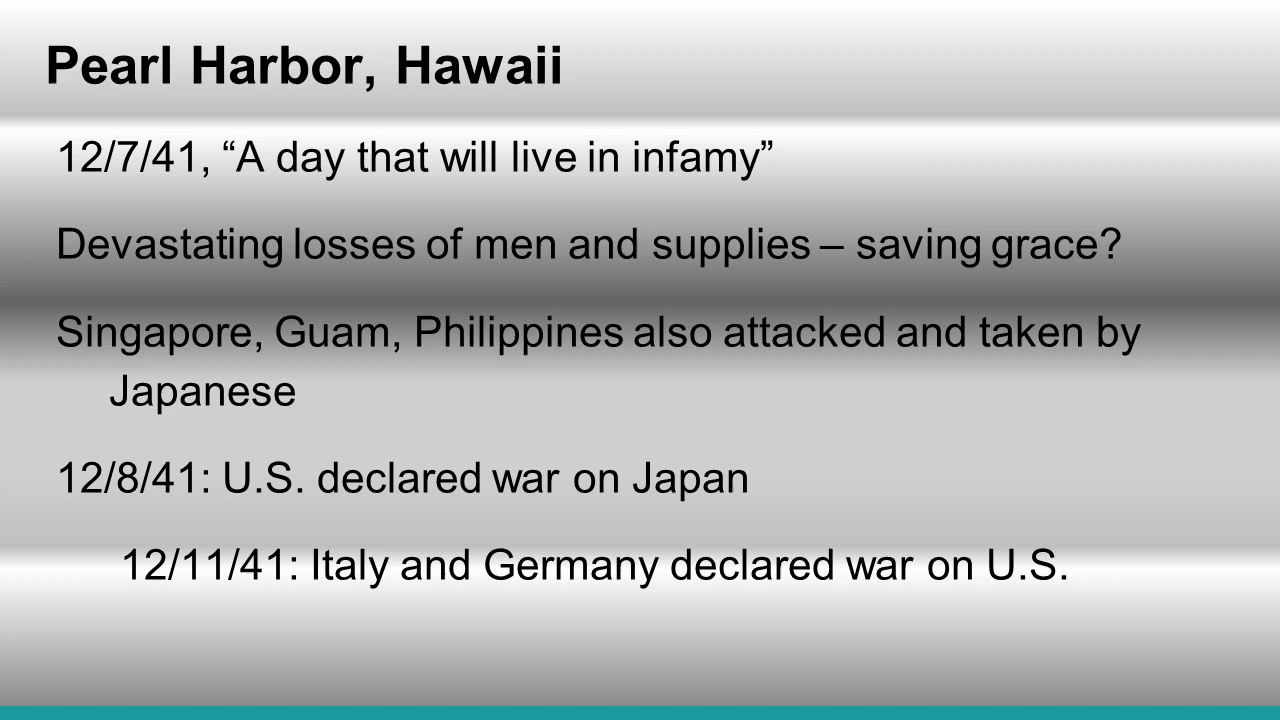 Pearl Harbor, Hawaii
12/7/41, “A day that will live in infamy”
Devastating losses of men and supplies – saving grace?
Singapore, Guam, Philippines also attacked and taken by
Japanese
12/8/41: U.S. declared war on Japan
12/11/41: Italy and Germany declared war on U.S.